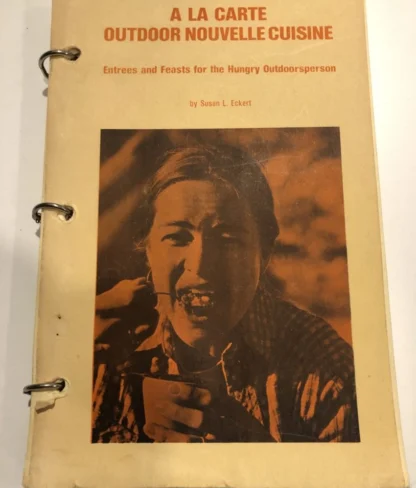 A LA CARTE
OUTDOOR NOUVELLE CUISINE
Entrees and Feasts for the Hungry Outdoorsperson
by Susan L. Eckert